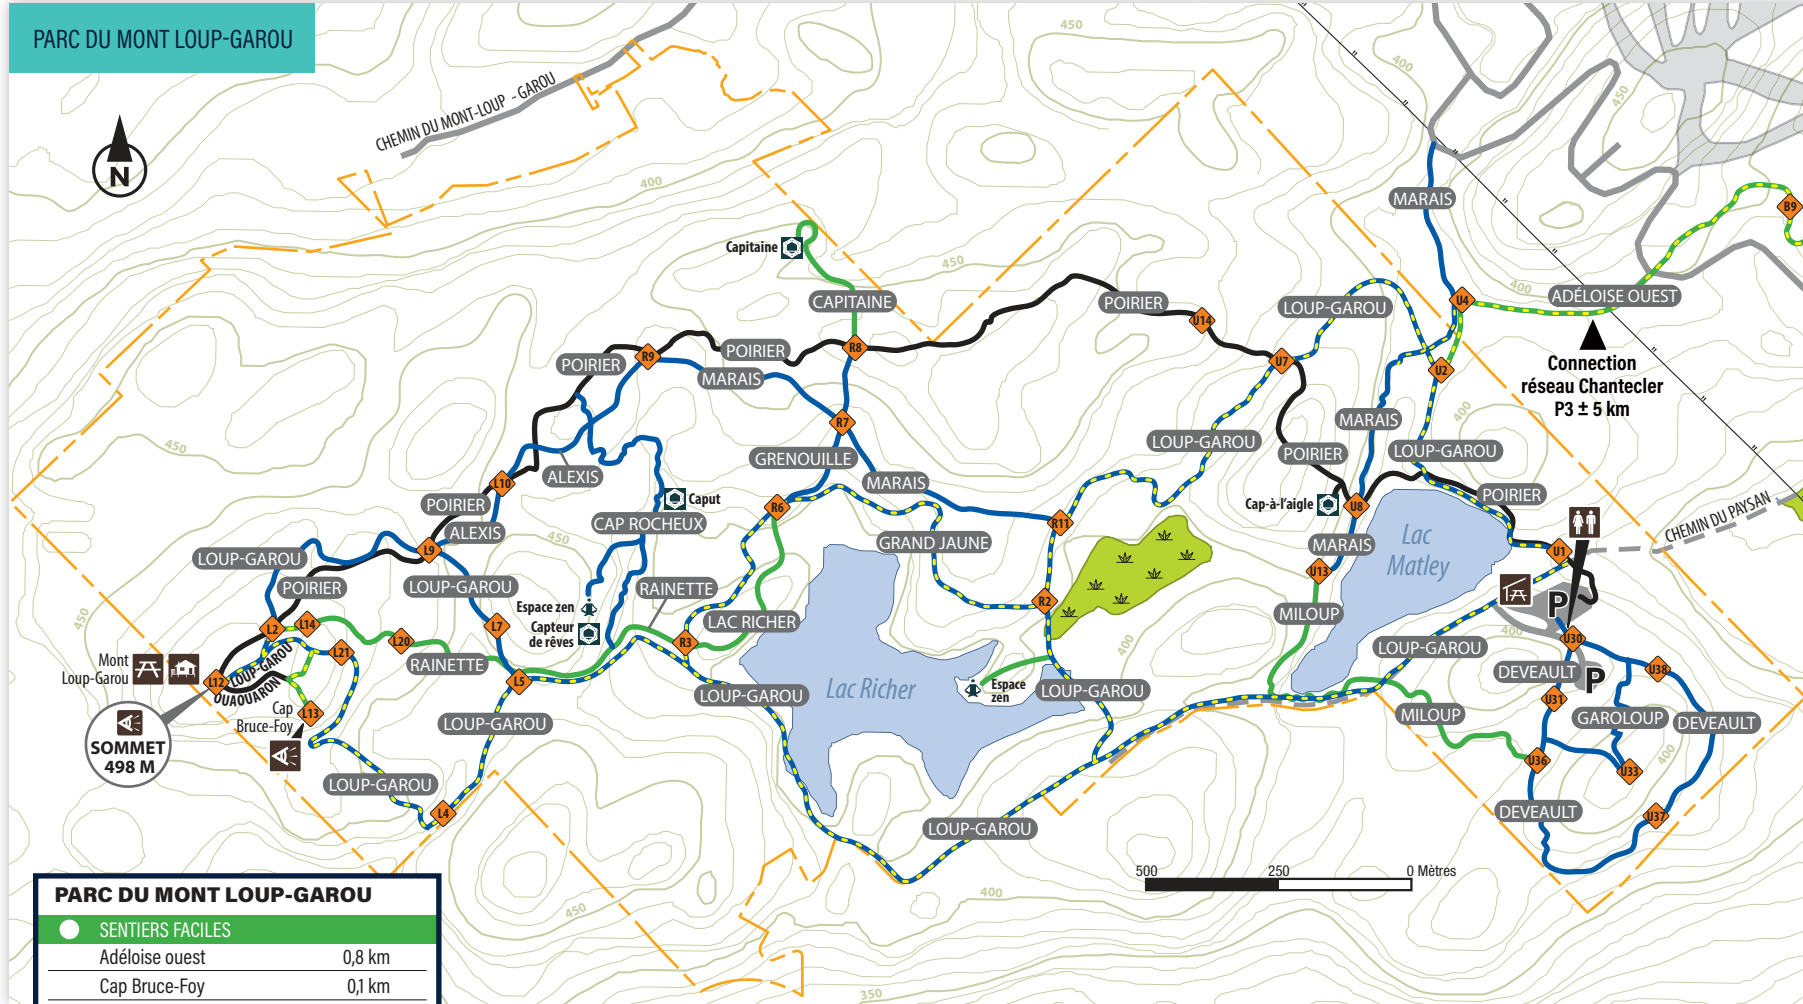 PARC DU MONT LOUP-GAROU
CHEMIN DU MONT-LOUP - GAROU
N
450
400
450
400
B9
MARAIS
Capitaine
450
CAPITAINE
POIRIER
U14
LOUP-GAROU
U4
400
ADÉLOISE OUEST
Connection
réseau Chantecler
P3 ± 5 km
POIRIER
R9
POIRIER
R8
MARAIS
U7
U2
R7
MARAIS
400
450
GRENOUILLE
LOUP-GAROU
POIRIER
LOUP-GAROU
L10
ALEXIS
MARAIS
POIRIER
Caput
R6
Cap-à-l'aigle
U8
POIRIER
CHEMIN DU PAYSAN
POIRIER
ALEXIS
CAP ROCHEUX
450
R11
GRAND JAUNE
MARAIS
Lac
Matley
U1
LOUP-GAROU
L9
POIRIER
LOUP-GAROU
RAINETTE
U13
R2
P
450
Espace zen
Capteur
de rêves
LAC RICHER
MILOUP
400
L2
L14
L7
L20
R3
400
U30
LOUP-GAROU
L21
RAINETTE
LOUP-GAROU
DEVEAULT
U38
Mont
Loup-Garou
L12
OUAOUARON
L5
LOUP-GAROU
Lac Richer
Espace
zen
LOUP-GAROU
P
U31
Cap
Bruce-Foy
L13
LOUP-GAROU
MILOUP
GAROLOUP
DEVEAULT
SOMMET
498 M
U36
U33
400
LOUP-GAROU
L4
LOUP-GAROU
DEVEAULT
U37
500
250
0 Mètres
400
450
350
PARC DU MONT LOUP-GAROU
SENTIERS FACILES
Adéloise ouest 0,8 km
Cap Bruce-Foy 0,1 km